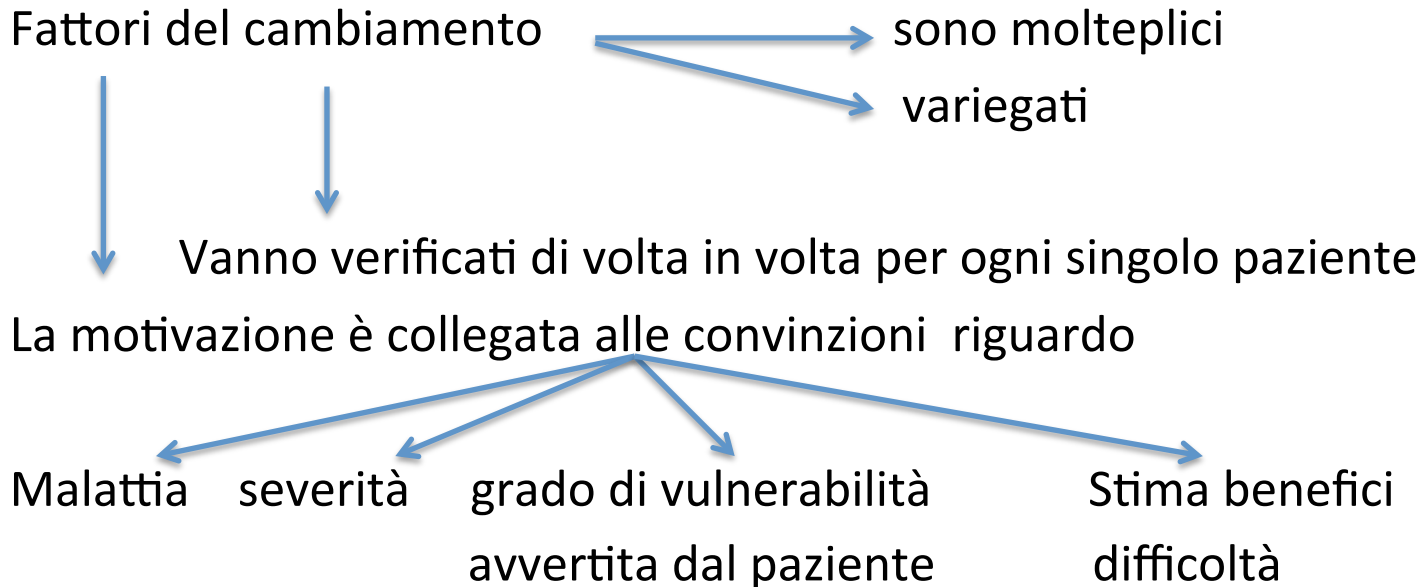 Fattori del cambiamento sono molteplici
variegati
Vanno verificati di volta in volta per ogni singolo paziente
La motivazione è collegata alle convinzioni riguardo
Malattia severità grado di vulnerabilità Stima benefici
avvertita dal paziente difficoltà